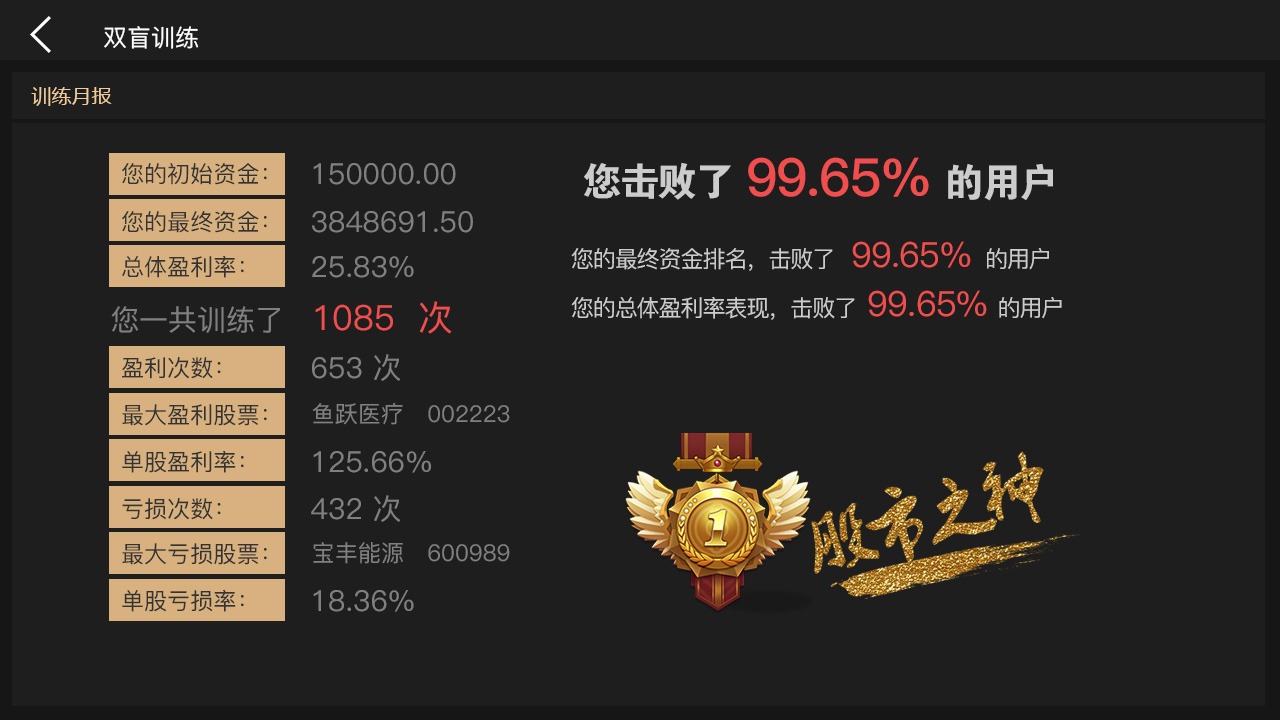 双盲训练
训练月报
您的初始资金： 150000.00
您的最终资金： 3848691.50
总体盈利率： 25.83%
您一共训练了 1085 次
盈利次数： 653 次
最大盈利股票： 鱼跃医疗 002223
单股盈利率： 125.66%
亏损次数： 432 次
最大亏损股票： 宝丰能源 600989
单股亏损率： 18.36%
您击败了 99.65% 的用户
您的最终资金排名，击败了 99.65% 的用户
您的总体盈利率表现，击败了 99.65% 的用户
1
股市之神